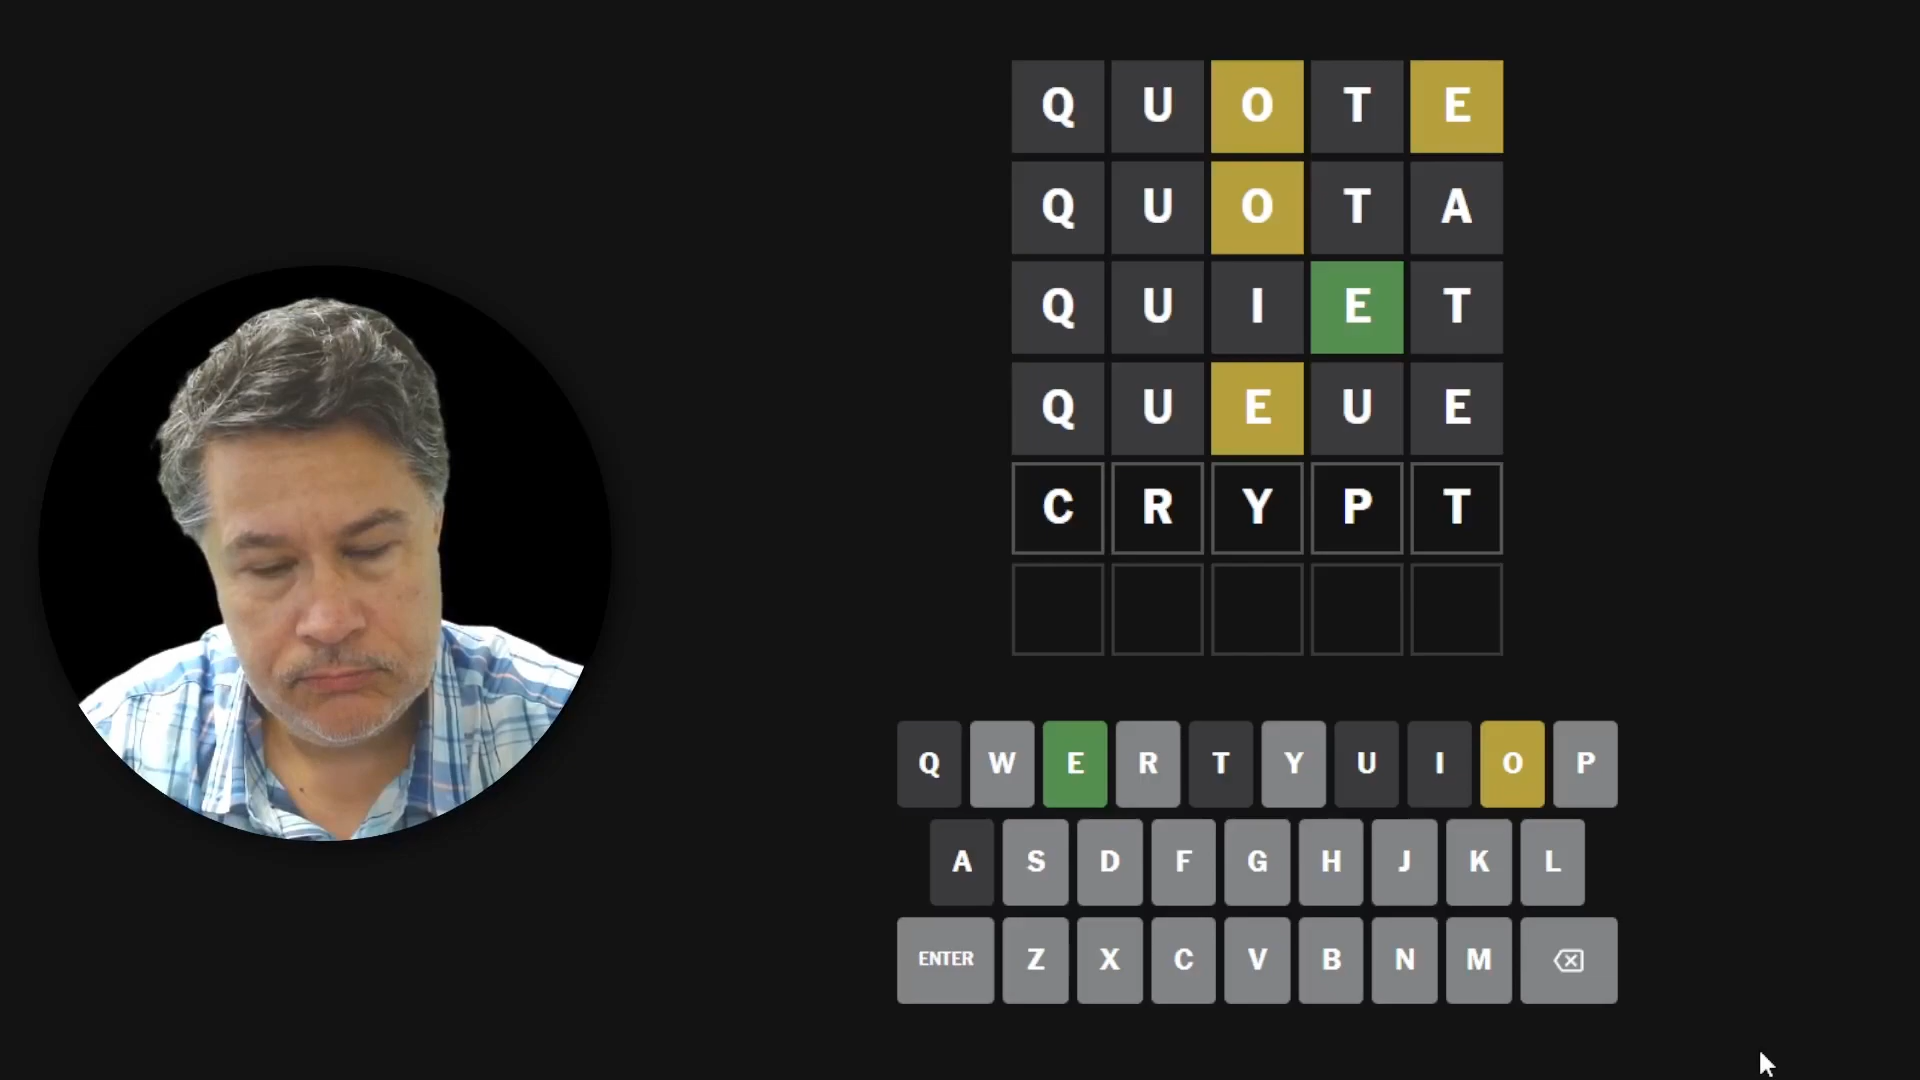 QUOTE
QUOTA
QUIET
QUEUE
CRYPT
QWERTYUIOP
ASDFGHJKL
ENTER ZXCVBNM